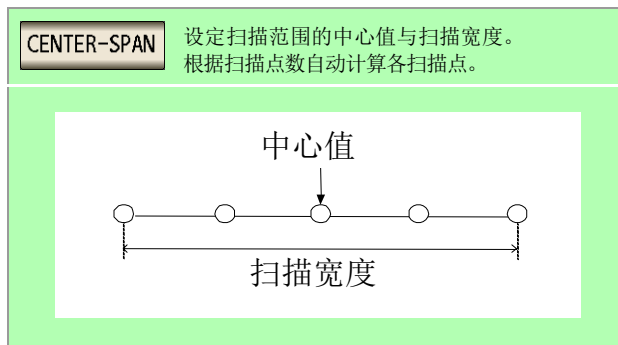 CENTER-SPAN
设定扫描范围的中心值与扫描宽度。
根据扫描点数自动计算各扫描点。
中心值
扫描宽度